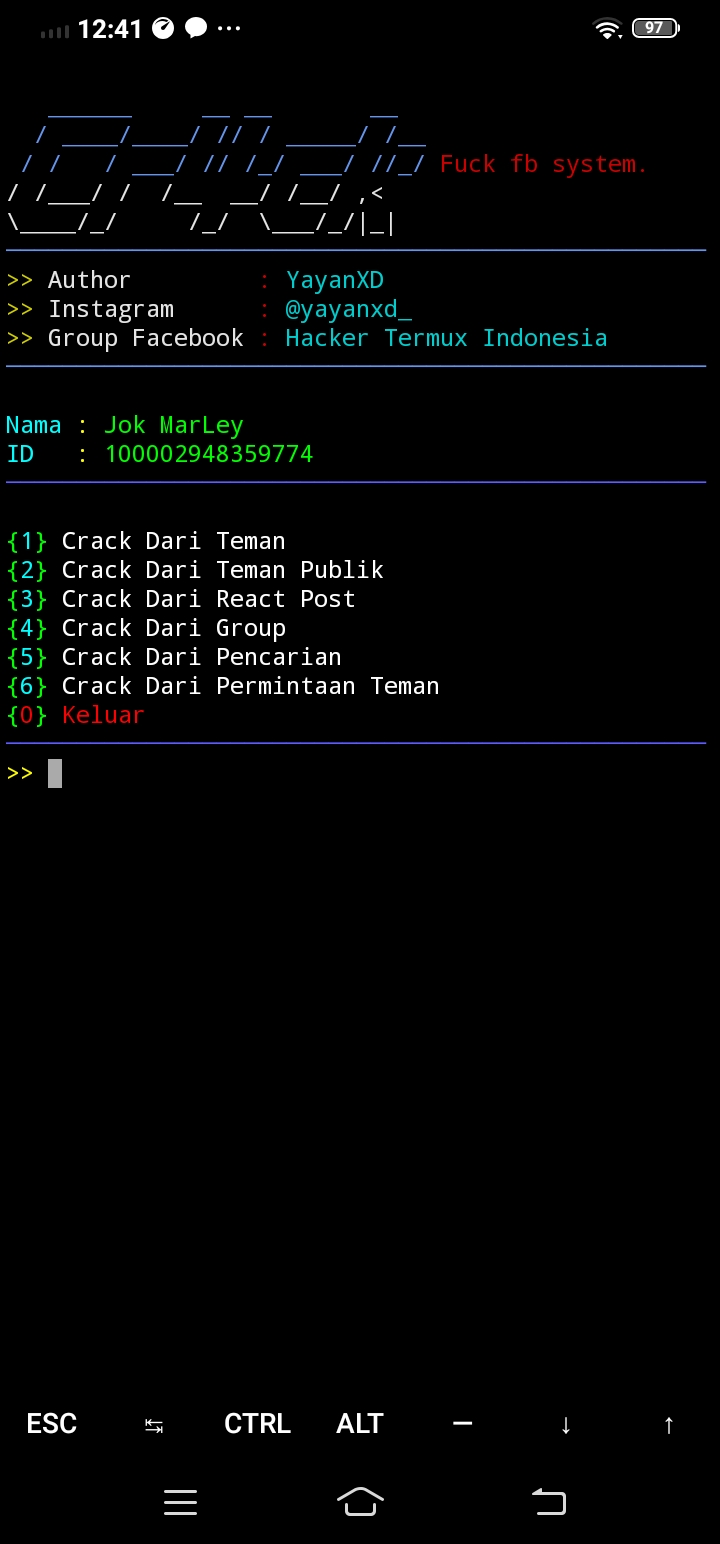 12:41 97
Fuck fb system.
>> Author : YayanXD
>> Instagram : @yayanxd_
>> Group Facebook : Hacker Termux Indonesia
Nama : Jok MarLey
ID : 100002948359774
{1} Crack Dari Teman
{2} Crack Dari Teman Publik
{3} Crack Dari React Post
{4} Crack Dari Group
{5} Crack Dari Pencarian
{6} Crack Dari Permintaan Teman
{0} Keluar
>>
ESC ↹ CTRL ALT — ↓ ↑